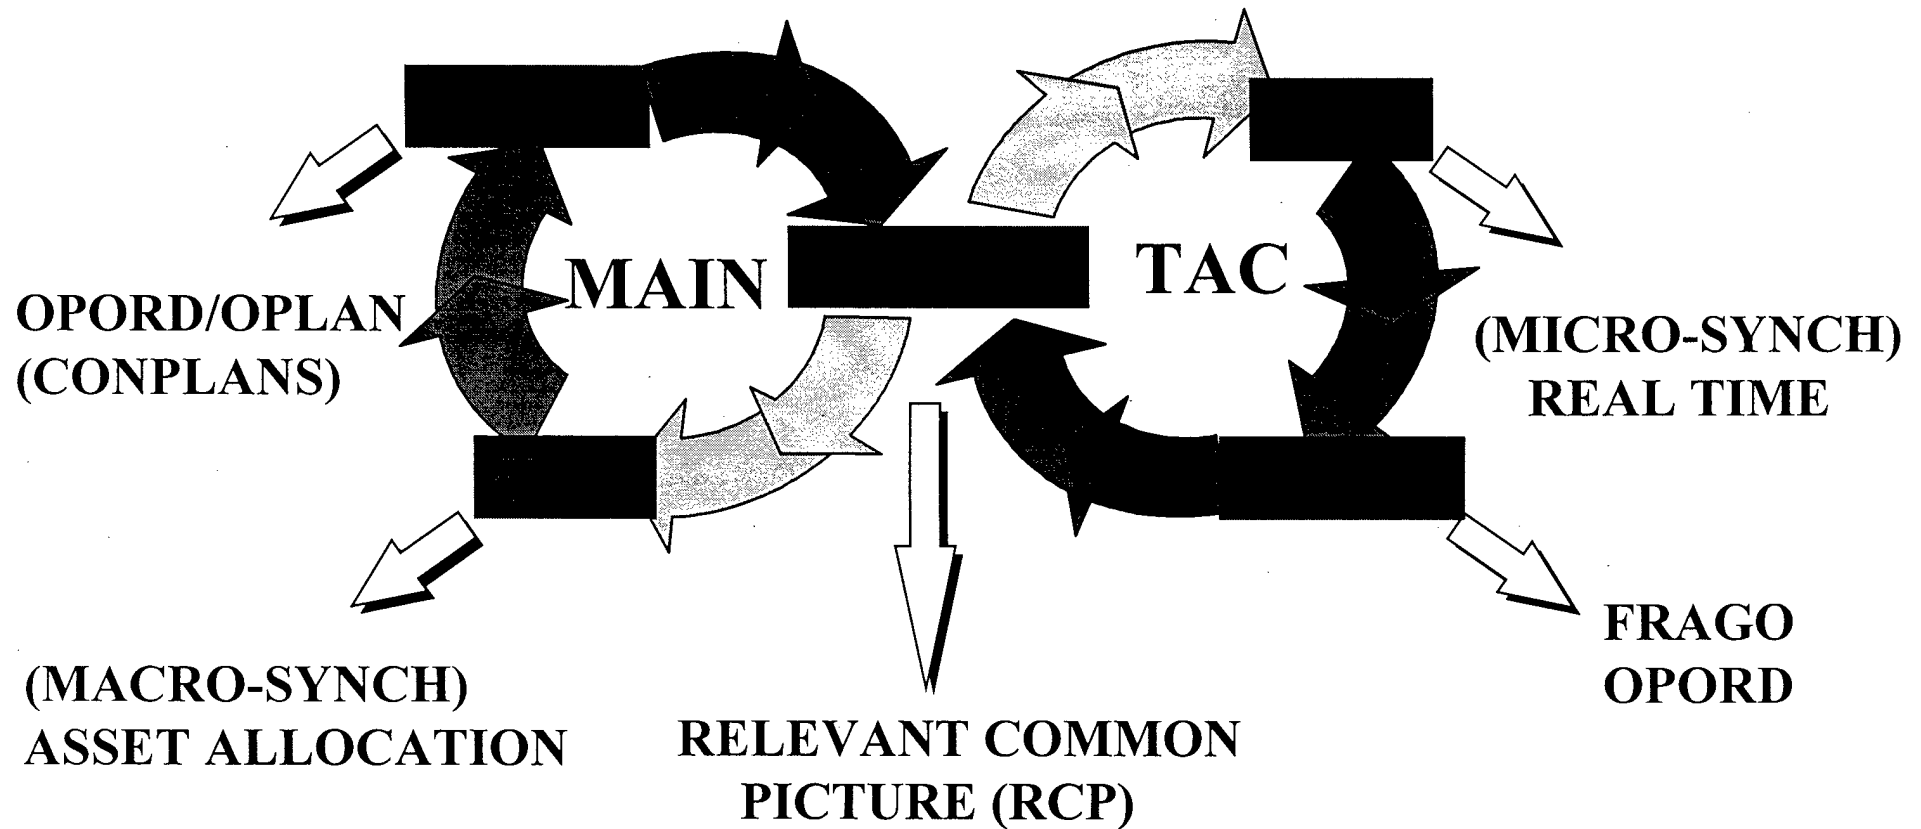 MAIN
TAC
OPORD/OPLAN
(CONPLANS)
(MICRO-SYNCH)
REAL TIME
(MACRO-SYNCH)
ASSET ALLOCATION
RELEVANT COMMON
PICTURE (RCP)
FRAGO
OPORD